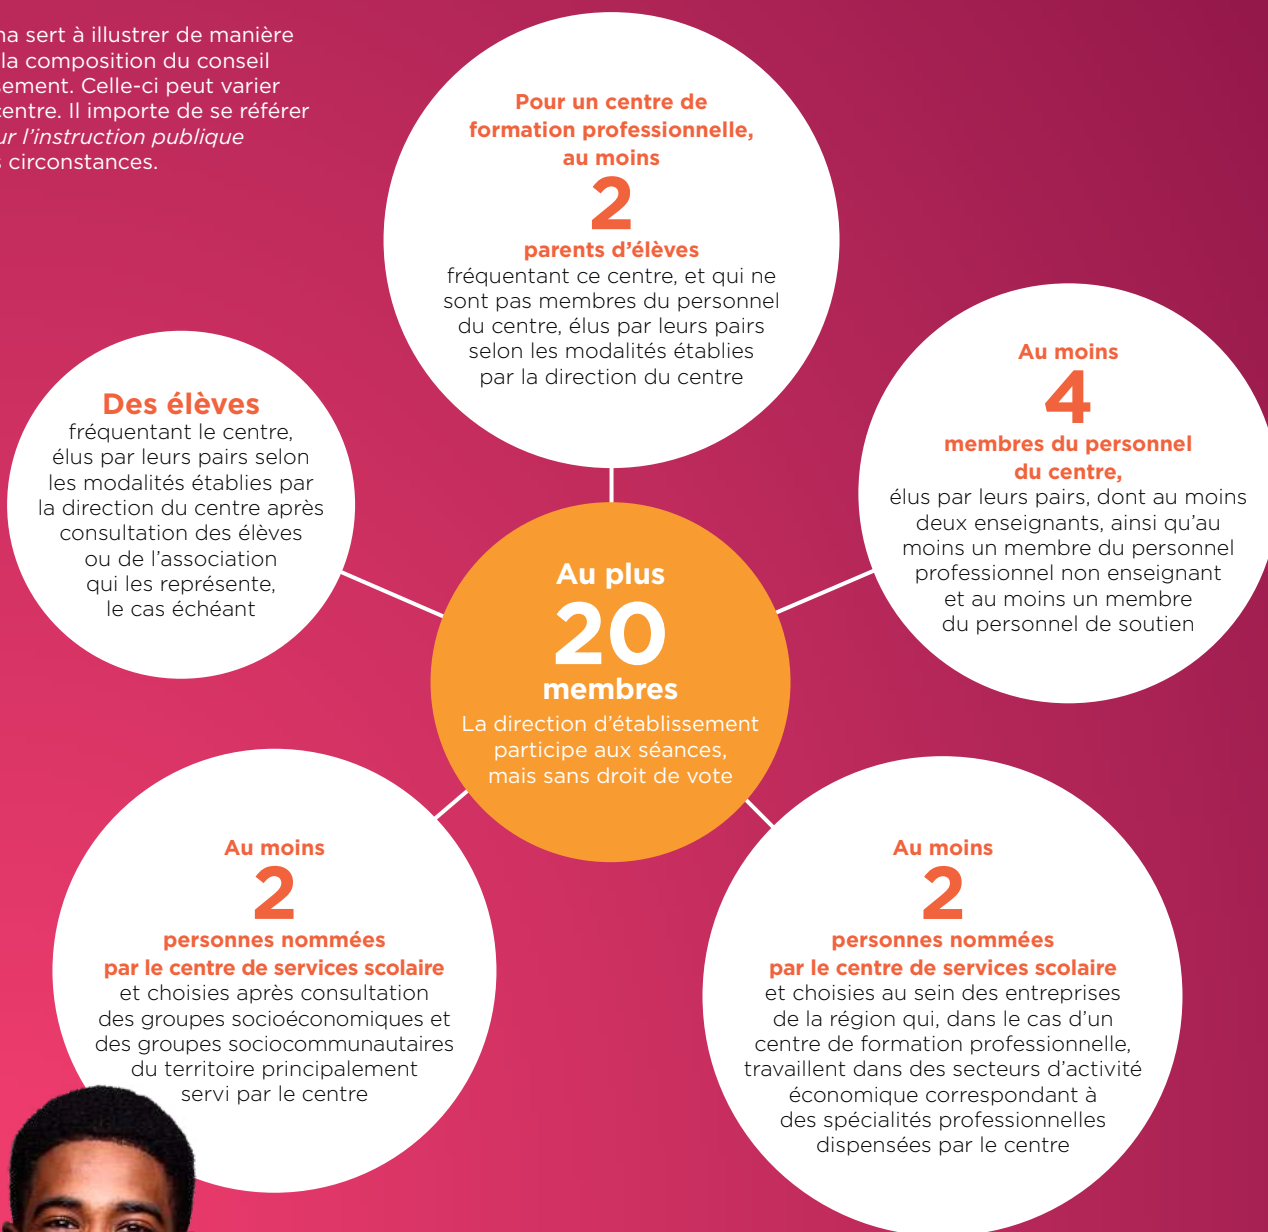 sert à illustrer de manière
la composition du conseil
Celle-ci peut varier
centre. Il importe de se référer
l'instruction publique
circonstances.
Pour un centre de
formation professionnelle,
au moins
2
parents d'élèves
fréquentant ce centre, et qui ne
sont pas membres du personnel
du centre, élus par leurs pairs
selon les modalités établies
par la direction du centre
Des élèves
fréquentant le centre,
élus par leurs pairs selon
les modalités établies par
la direction du centre après
consultation des élèves
ou de l'association
qui les représente,
le cas échéant
Au moins
4
membres du personnel
du centre,
élus par leurs pairs, dont au moins
deux enseignants, ainsi qu'au
moins un membre du personnel
professionnel non enseignant
et au moins un membre
du personnel de soutien
Au plus
20
membres
La direction d'établissement
participe aux séances,
mais sans droit de vote
Au moins
2
personnes nommées
par le centre de services scolaire
et choisies après consultation
des groupes socioéconomiques et
des groupes sociocommunautaires
du territoire principalement
servi par le centre
Au moins
2
personnes nommées
par le centre de services scolaire
et choisies au sein des entreprises
de la région qui, dans le cas d'un
centre de formation professionnelle,
travaillent dans des secteurs d'activité
économique correspondant à
des spécialités professionnelles
dispensées par le centre